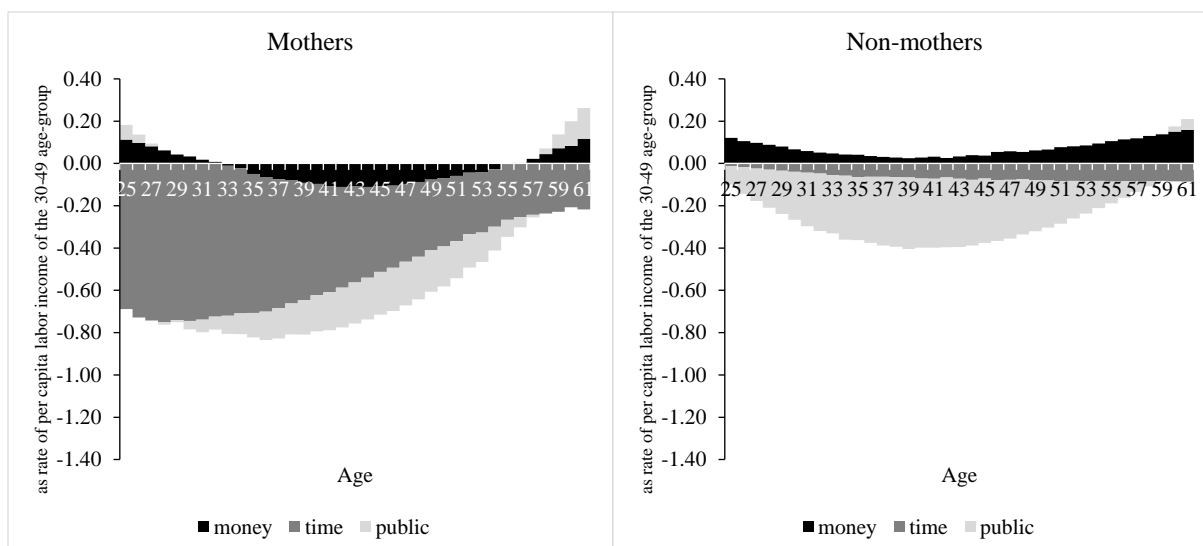 Mothers
as rate of per capita labor income of the 30-49 age-group
0.40
0.20
0.00
-0.20
-0.40
-0.60
-0.80
-1.00
-1.20
-1.40
25 27 29 31 33 35 37 39 41 43 45 47 49 51 53 55 57 59 61
Age
money time public
Non-mothers
as rate of per capita labor income of the 30-49 age-group
0.40
0.20
0.00
-0.20
-0.40
-0.60
-0.80
-1.00
-1.20
-1.40
25 27 29 31 33 35 37 39 41 43 45 47 49 51 53 55 57 59 61
Age
money time public